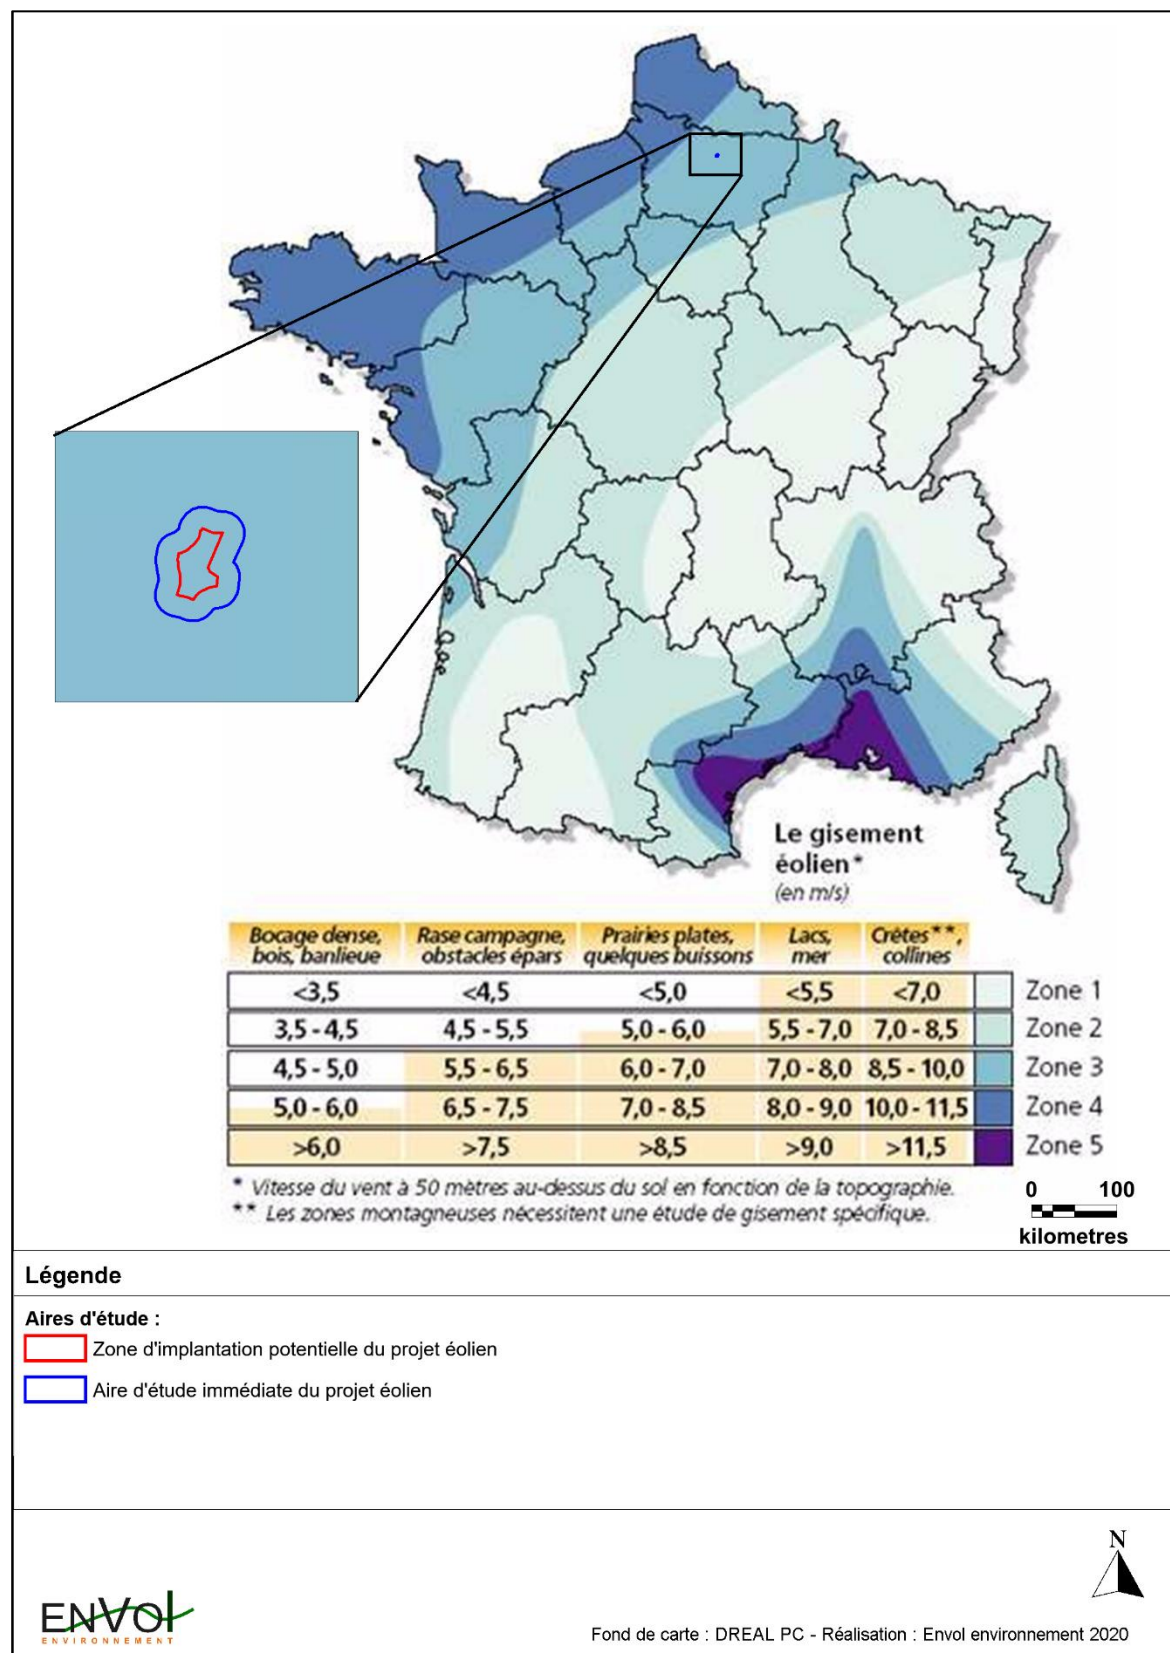 Le gisement
éolien*
(en m/s)
Bocage dense, bois, banlieue Rase campagne, obstacles épars Prairies plates, quelques buissons Lacs, mer Crêtes**, collines
<3,5 <4,5 <5,0 <5,5 <7,0 Zone 1
3,5 - 4,5 4,5 - 5,5 5,0 - 6,0 5,5 - 7,0 7,0 - 8,5 Zone 2
4,5 - 5,0 5,5 - 6,5 6,0 - 7,0 7,0 - 8,0 8,5 - 10,0 Zone 3
5,0 - 6,0 6,5 - 7,5 7,0 - 8,5 8,0 - 9,0 10,0 - 11,5 Zone 4
>6,0 >7,5 >8,5 >9,0 >11,5 Zone 5
* Vitesse du vent à 50 mètres au-dessus du sol en fonction de la topographie.
** Les zones montagneuses nécessitent une étude de gisement spécifique.
0 100
kilometres
Légende
Aires d'étude :
Zone d'implantation potentielle du projet éolien
Aire d'étude immédiate du projet éolien
N
ENVOl
ENVIRONNEMENT
Fond de carte : DREAL PC - Réalisation : Envol environnement 2020